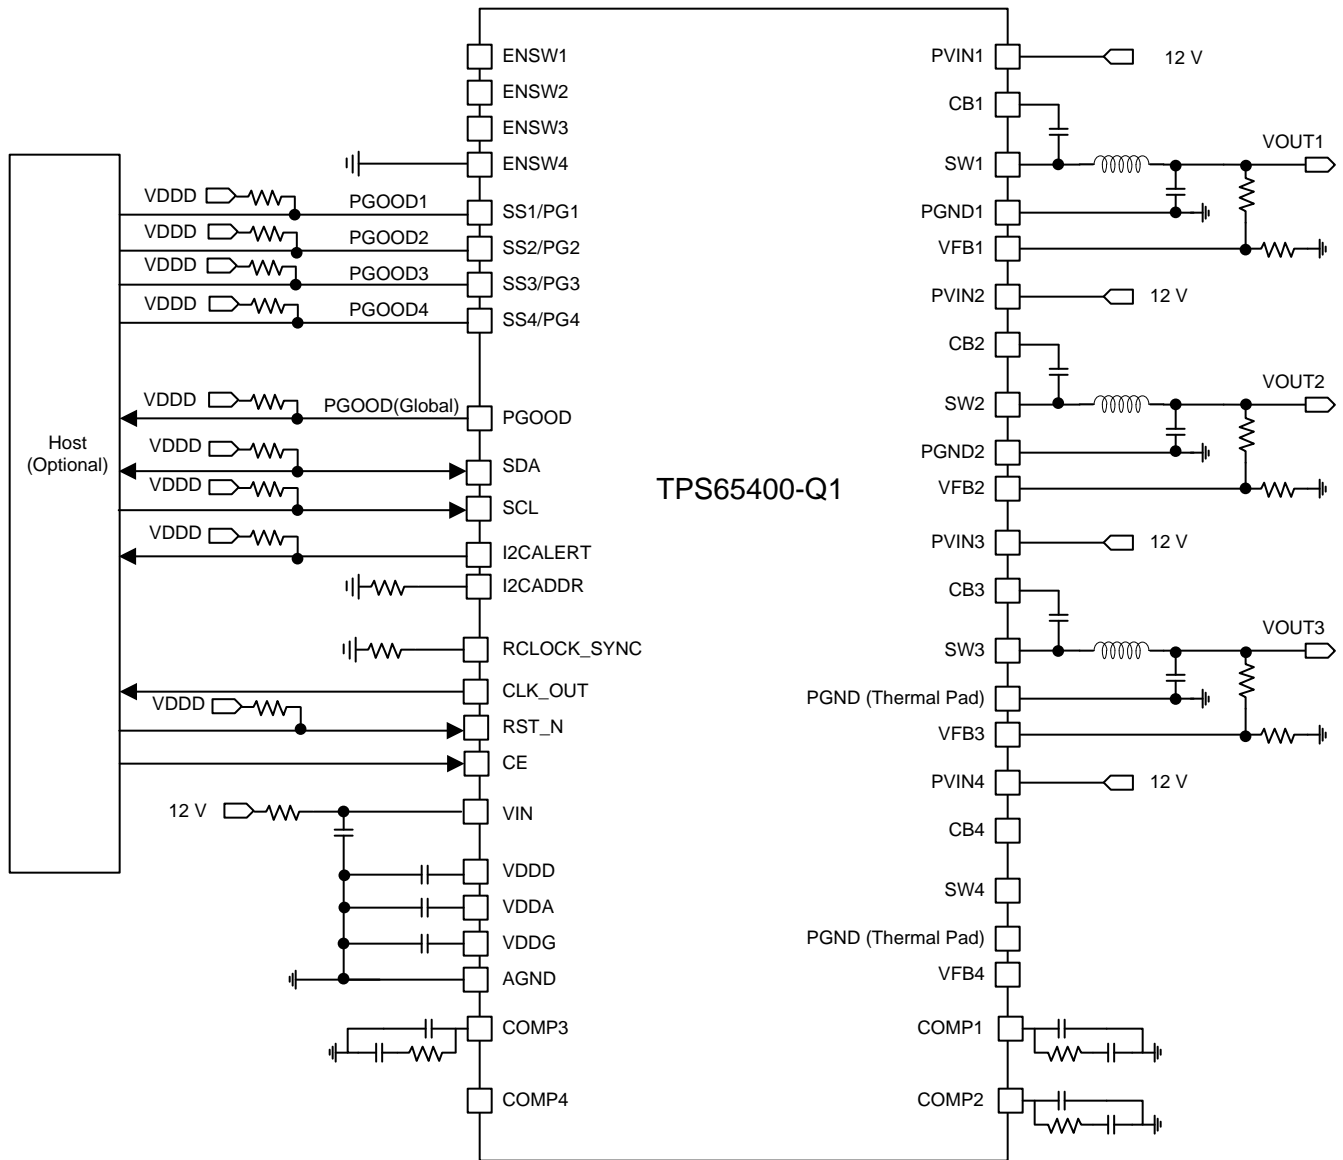 ENSW1
ENSW2
ENSW3
ENSW4
VDDD
PGOOD1
SS1/PG1
VDDD
PGOOD2
SS2/PG2
VDDD
PGOOD3
SS3/PG3
VDDD
PGOOD4
SS4/PG4
VDDD
PGOOD(Global)
PGOOD
Host
(Optional)
VDDD
SDA
VDDD
SCL
VDDD
I2CALERT
I2CADDR
RCLOCK_SYNC
CLK_OUT
VDDD
RST_N
CE
12 V
VIN
VDDD
VDDA
VDDG
AGND
COMP3
COMP4
TPS65400-Q1
PVIN1
12 V
CB1
SW1
VOUT1
PGND1
VFB1
PVIN2
12 V
CB2
SW2
VOUT2
PGND2
VFB2
PVIN3
12 V
CB3
SW3
VOUT3
PGND (Thermal Pad)
VFB3
PVIN4
12 V
CB4
SW4
PGND (Thermal Pad)
VFB4
COMP1
COMP2